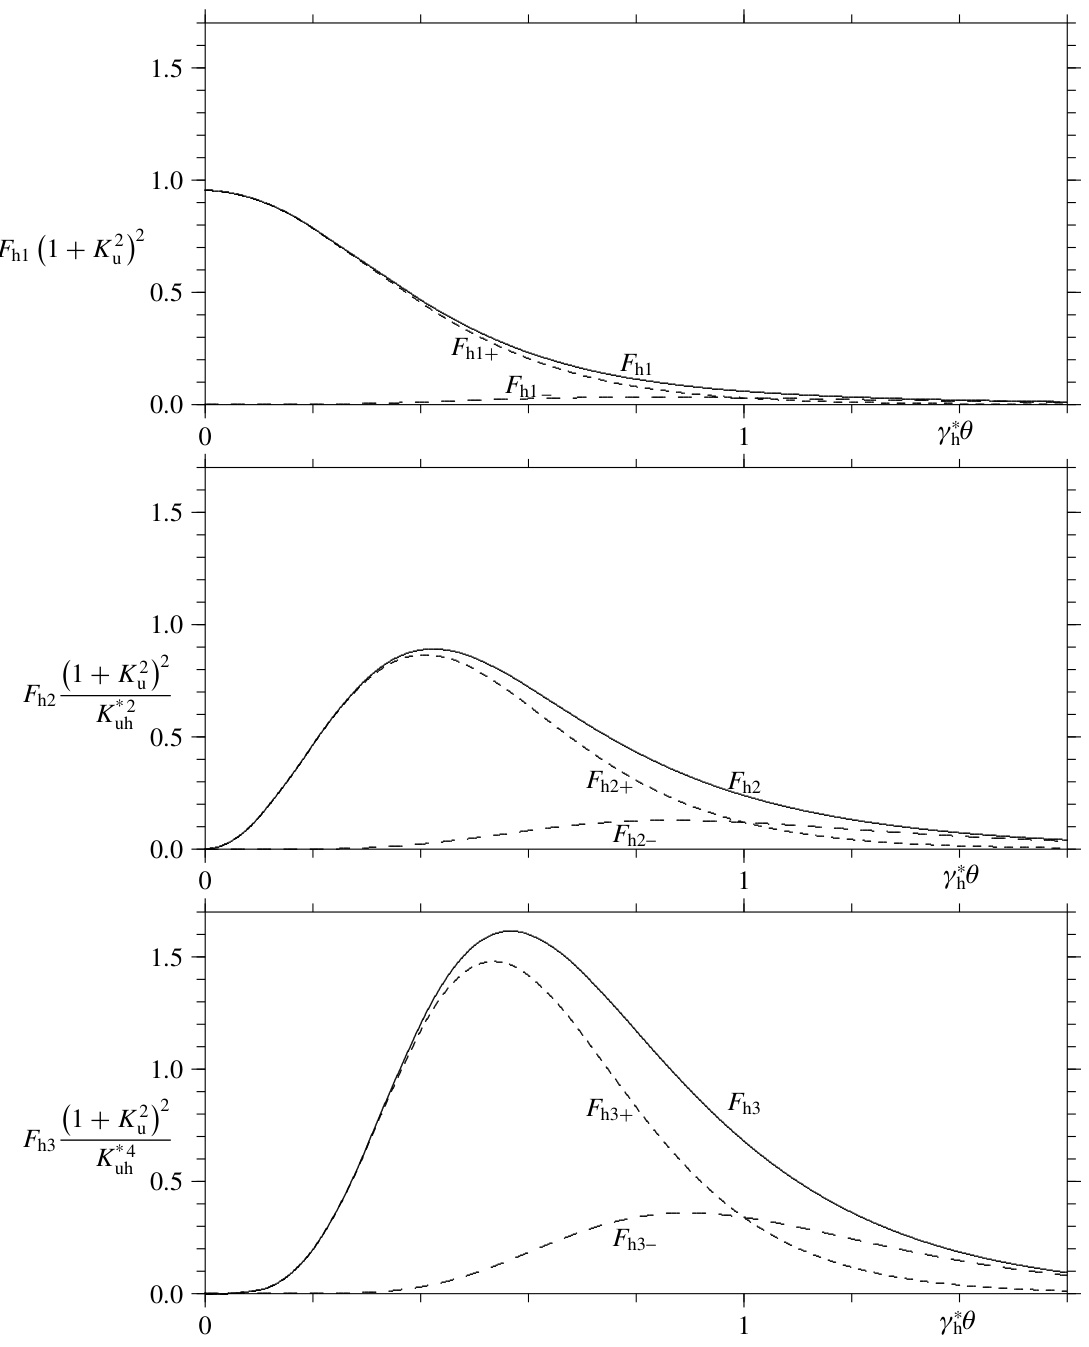 1.5
1.0
F_h1 (1 + K_u^2)^2
0.5
F_h1+
F_h1
F_h1−
0.0
0 1 γ_h^*θ
1.5
1.0
F_h2 (1 + K_u^2)^2 / K_uh^*2
0.5
F_h2+
F_h2
F_h2−
0.0
0 1 γ_h^*θ
1.5
1.0
F_h3 (1 + K_u^2)^2 / K_uh^*4
F_h3+
F_h3
0.5
F_h3−
0.0
0 1 γ_h^*θ